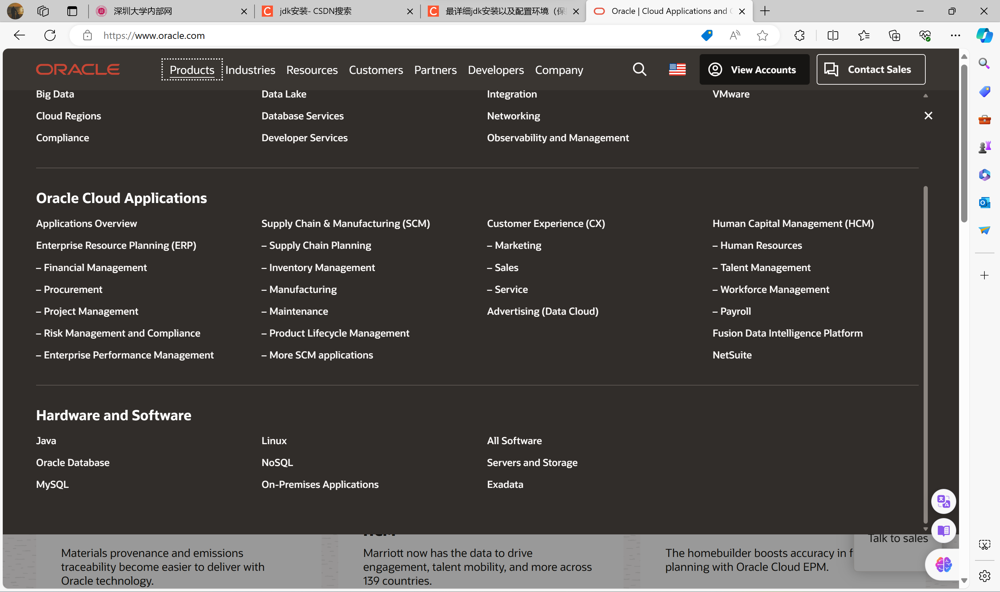 深圳大学内部网
jdk安装- CSDN搜索
最详细jdk安装以及配置环境（保
Oracle | Cloud Applications and
https://www.oracle.com
ORACLE
Products Industries Resources Customers Partners Developers Company
View Accounts
Contact Sales
Big Data
Data Lake
Integration
VMware
Cloud Regions
Database Services
Networking
Compliance
Developer Services
Observability and Management
Oracle Cloud Applications
Applications Overview
Supply Chain & Manufacturing (SCM)
Customer Experience (CX)
Human Capital Management (HCM)
Enterprise Resource Planning (ERP)
– Supply Chain Planning
– Marketing
– Human Resources
– Financial Management
– Inventory Management
– Sales
– Talent Management
– Procurement
– Manufacturing
– Service
– Workforce Management
– Project Management
– Maintenance
Advertising (Data Cloud)
– Payroll
– Risk Management and Compliance
– Product Lifecycle Management
Fusion Data Intelligence Platform
– Enterprise Performance Management
– More SCM applications
NetSuite
Hardware and Software
Java
Linux
All Software
Oracle Database
NoSQL
Servers and Storage
MySQL
On-Premises Applications
Exadata
Talk to sales
Materials provenance and emissions
traceability become easier to deliver with
Oracle technology.
Marriott now has the data to drive
engagement, talent mobility, and more across
139 countries.
The homebuilder boosts accuracy in f
planning with Oracle Cloud EPM.